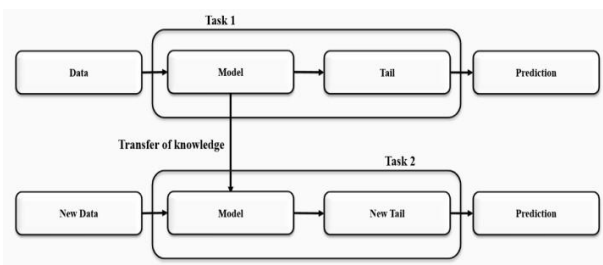 Task 1
Data
Model
Tail
Prediction
Transfer of knowledge
Task 2
New Data
Model
New Tail
Prediction